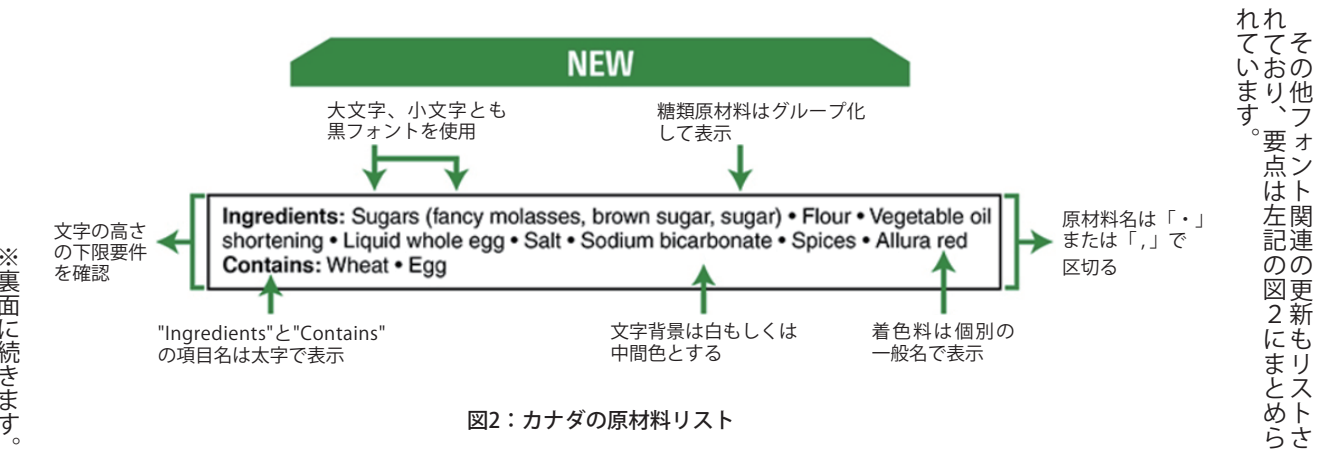 その他フォント関連の更新もリストさ
れており、要点は左記の図２にまとめら
れています。
NEW
大文字、小文字とも
黒フォントを使用
糖類原材料はグループ化
して表示
文字の高さ
の下限要件
を確認
Ingredients: Sugars (fancy molasses, brown sugar, sugar) • Flour • Vegetable oil
shortening • Liquid whole egg • Salt • Sodium bicarbonate • Spices • Allura red
Contains: Wheat • Egg
原材料名は「・」
または「 , 」で
区切る
"Ingredients"と"Contains"
の項目名は太字で表示
文字背景は白もしくは
中間色とする
着色料は個別の
一般名で表示
図2：カナダの原材料リスト
※裏面に続きます。